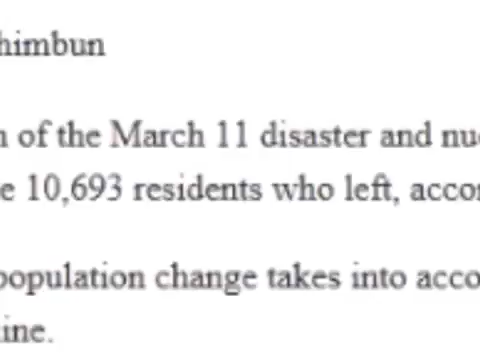 himbun
of the March 11 disaster and nu
10,693 residents who left, acco
population change takes into acco
ine.